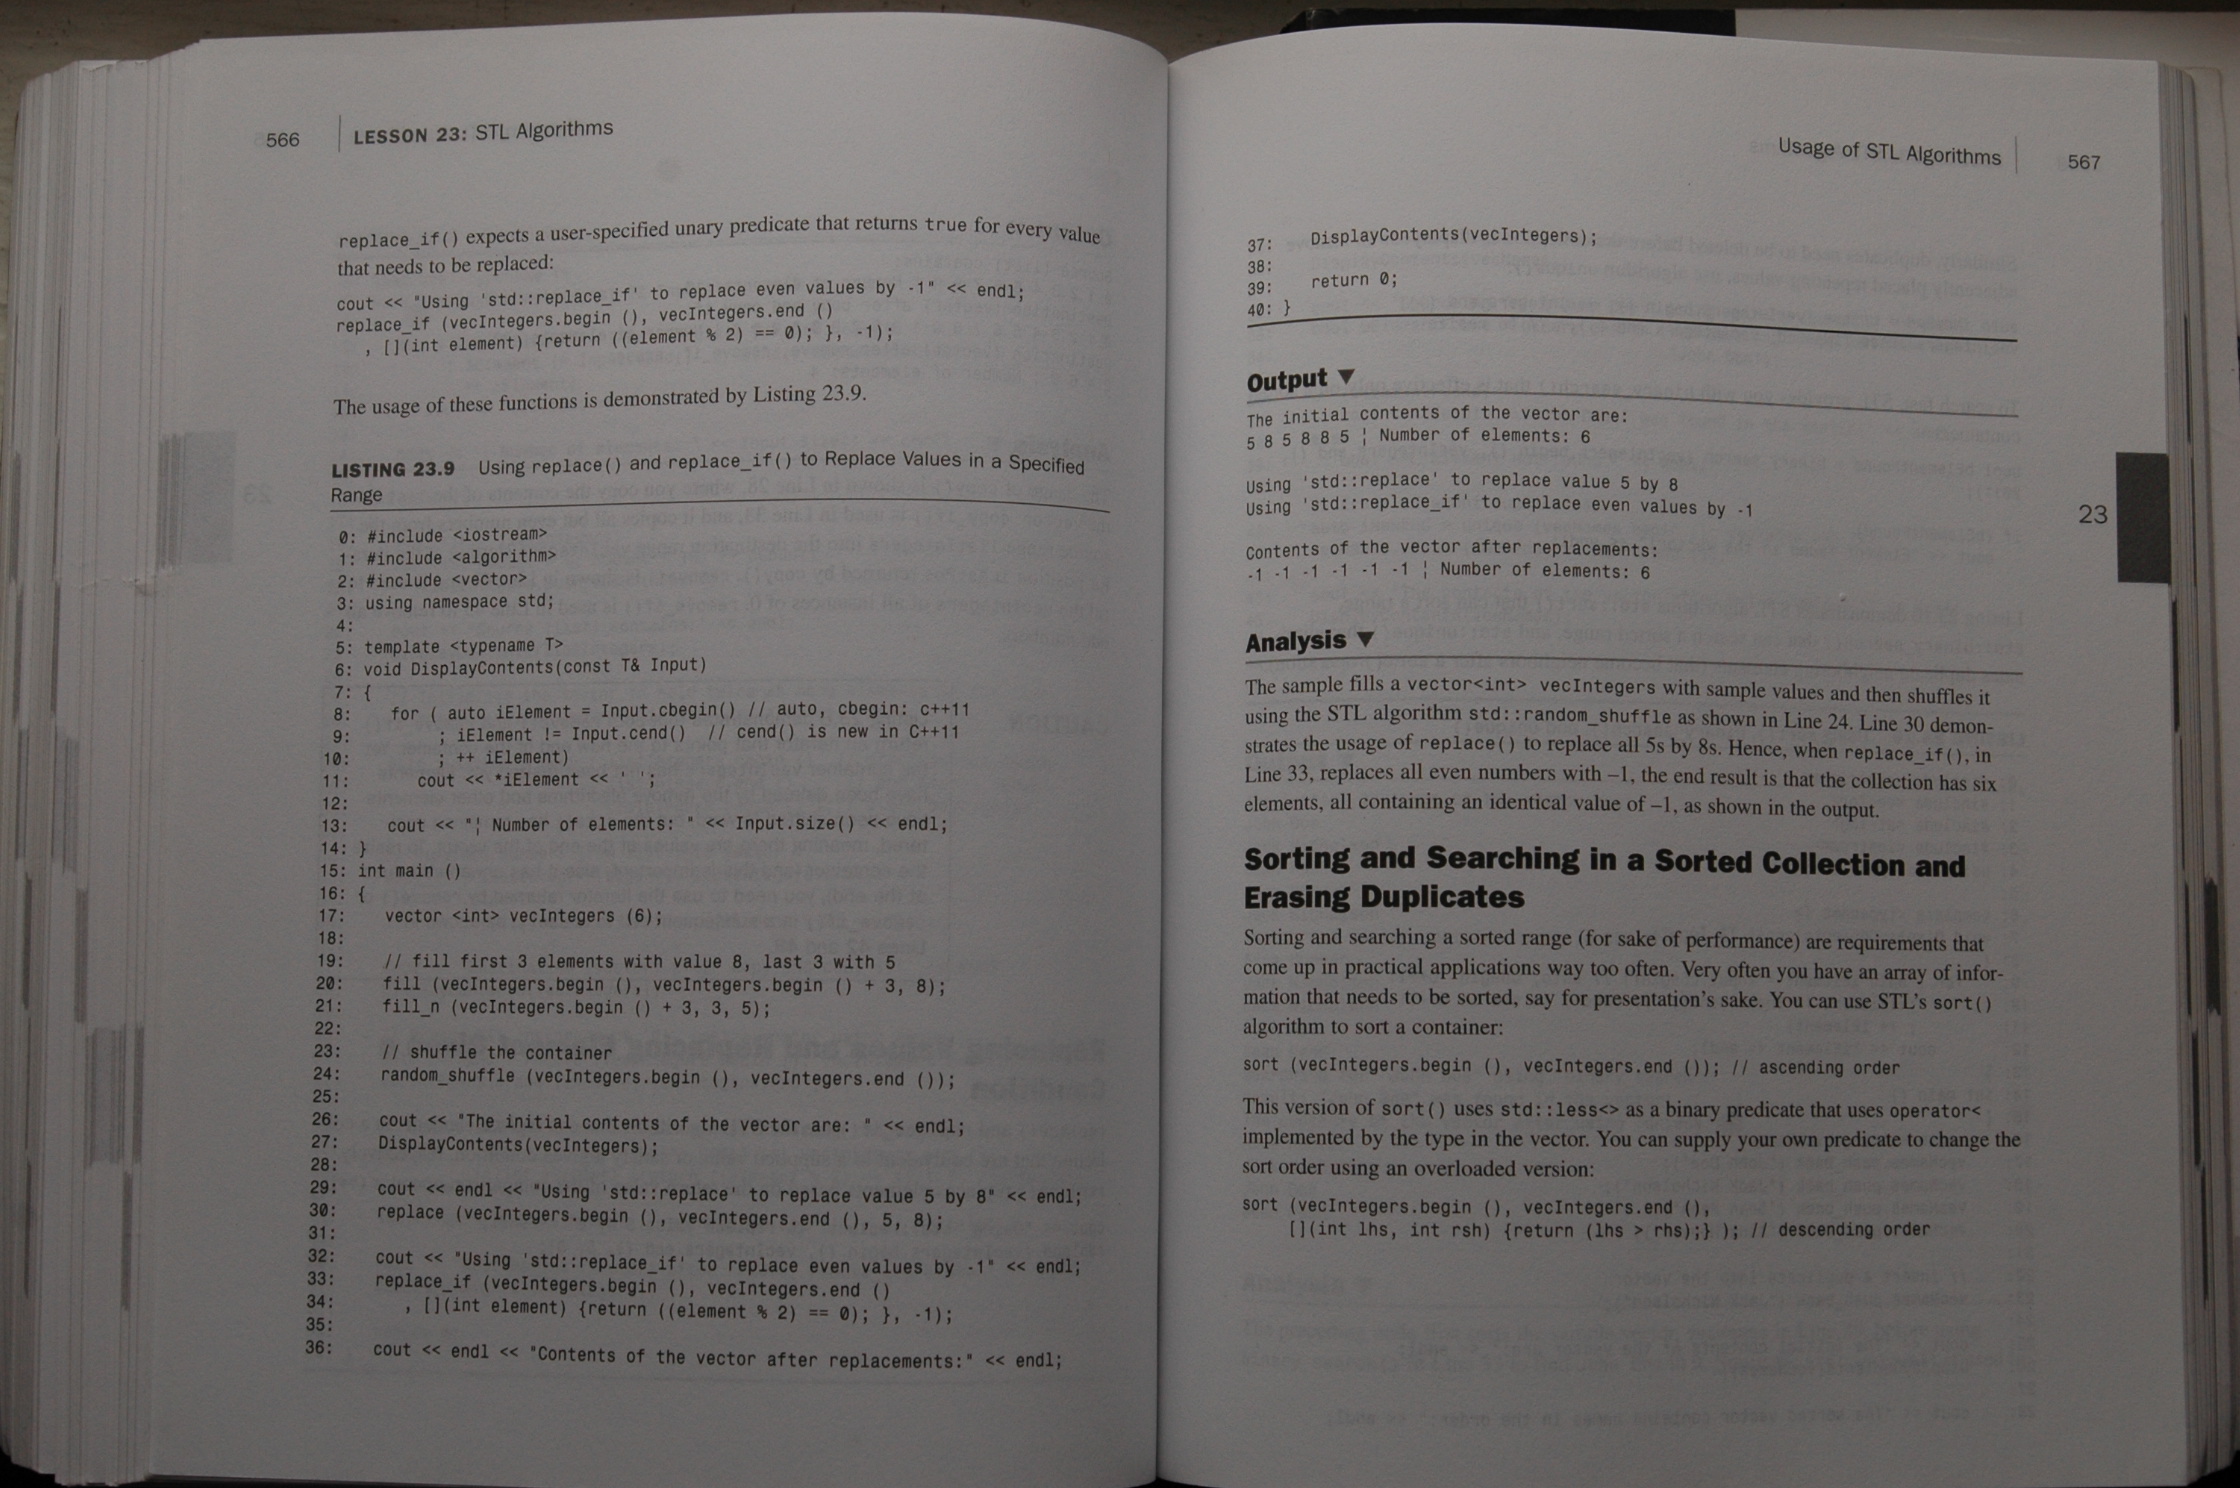 566 LESSON 23: STL Algorithms
replace_if() expects a user-specified unary predicate that returns true for every value
that needs to be replaced:
cout << "Using 'std::replace_if' to replace even values by -1" << endl;
replace_if (vecIntegers.begin (), vecIntegers.end ()
, [](int element) {return ((element % 2) == 0); }, -1);
The usage of these functions is demonstrated by Listing 23.9.
LISTING 23.9 Using replace() and replace_if() to Replace Values in a Specified
Range
0: #include <iostream>
1: #include <algorithm>
2: #include <vector>
3: using namespace std;
4:
5: template <typename T>
6: void DisplayContents(const T& Input)
7: {
8: for ( auto iElement = Input.cbegin() // auto, cbegin: c++11
9: ; iElement != Input.cend() // cend() is new in C++11
10: ; ++ iElement)
11: cout << *iElement << ' ';
12:
13: cout << "¦ Number of elements: " << Input.size() << endl;
14: }
15: int main ()
16: {
17: vector <int> vecIntegers (6);
18:
19: // fill first 3 elements with value 8, last 3 with 5
20: fill (vecIntegers.begin (), vecIntegers.begin () + 3, 8);
21: fill_n (vecIntegers.begin () + 3, 3, 5);
22:
23: // shuffle the container
24: random_shuffle (vecIntegers.begin (), vecIntegers.end ());
25:
26: cout << "The initial contents of the vector are: " << endl;
27: DisplayContents(vecIntegers);
28:
29: cout << endl << "Using 'std::replace' to replace value 5 by 8" << endl;
30: replace (vecIntegers.begin (), vecIntegers.end (), 5, 8);
31:
32: cout << "Using 'std::replace_if' to replace even values by -1" << endl;
33: replace_if (vecIntegers.begin (), vecIntegers.end ()
34: , [](int element) {return ((element % 2) == 0); }, -1);
35:
36: cout << endl << "Contents of the vector after replacements:" << endl;
Usage of STL Algorithms 567
37: DisplayContents(vecIntegers);
38:
39: return 0;
40: }
Output ▼
The initial contents of the vector are:
5 8 5 8 8 5 ¦ Number of elements: 6
Using 'std::replace' to replace value 5 by 8
Using 'std::replace_if' to replace even values by -1
23
Contents of the vector after replacements:
-1 -1 -1 -1 -1 -1 ¦ Number of elements: 6
Analysis ▼
The sample fills a vector<int> vecIntegers with sample values and then shuffles it
using the STL algorithm std::random_shuffle as shown in Line 24. Line 30 demon-
strates the usage of replace() to replace all 5s by 8s. Hence, when replace_if(), in
Line 33, replaces all even numbers with –1, the end result is that the collection has six
elements, all containing an identical value of –1, as shown in the output.
Sorting and Searching in a Sorted Collection and
Erasing Duplicates
Sorting and searching a sorted range (for sake of performance) are requirements that
come up in practical applications way too often. Very often you have an array of infor-
mation that needs to be sorted, say for presentation's sake. You can use STL's sort()
algorithm to sort a container:
sort (vecIntegers.begin (), vecIntegers.end ()); // ascending order
This version of sort() uses std::less<> as a binary predicate that uses operator<
implemented by the type in the vector. You can supply your own predicate to change the
sort order using an overloaded version:
sort (vecIntegers.begin (), vecIntegers.end (),
[](int lhs, int rsh) {return (lhs > rhs);} ); // descending order